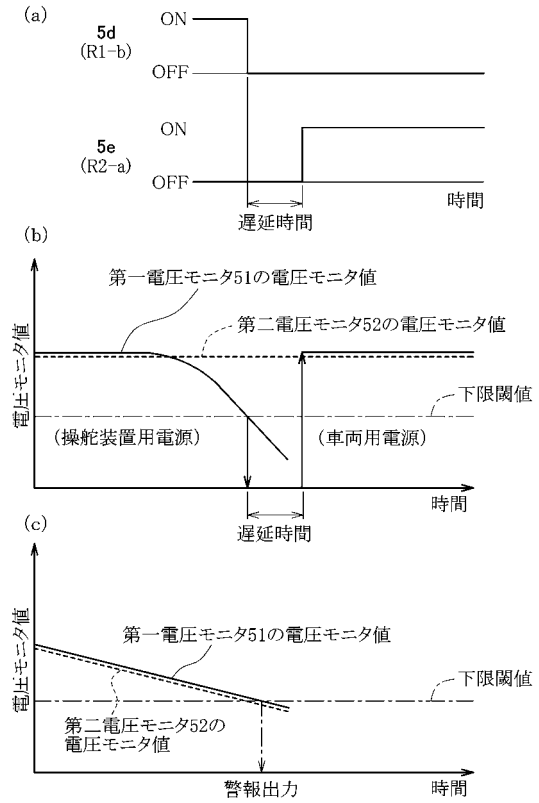 (a)
ON
5d
(R1-b)
OFF
ON
5e
(R2-a)
OFF
時間
遅延時間
(b)
第一電圧モニタ51の電圧モニタ値
第二電圧モニタ52の電圧モニタ値
電圧モニタ値
下限閾値
(操舵装置用電源)
(車両用電源)
時間
遅延時間
(c)
電圧モニタ値
第一電圧モニタ51の電圧モニタ値
下限閾値
第二電圧モニタ52の
電圧モニタ値
警報出力
時間